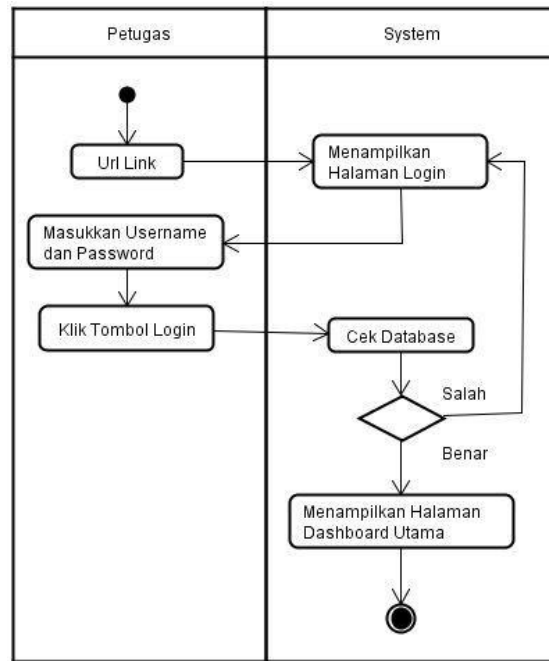 Petugas
System
Url Link
Menampilkan
Halaman Login
Masukkan Username
dan Password
Klik Tombol Login
Cek Database
Salah
Benar
Menampilkan Halaman
Dashboard Utama